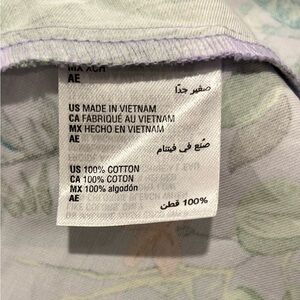 MX XCH
AE
صغير جدًا
US MADE IN VIETNAM
CA FABRIQUÉ AU VIETNAM
MX HECHO EN VIETNAM
AE
صنع في فيتنام
US 100% COTTON
CA 100% COTON
MX 100% algodón
AE
100% قطن